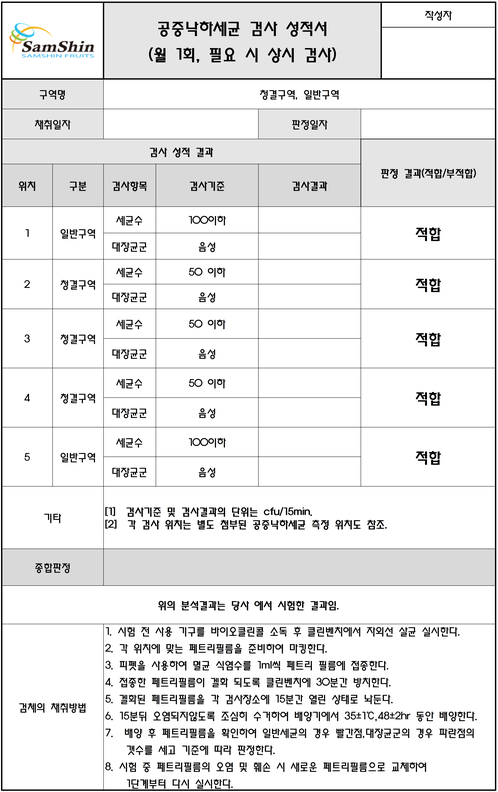 SamShin
SAMSHIN FRUITS
공중낙하세균 검사 성적서
(월 1회, 필요 시 상시 검사)
작성자
구역명
청결구역, 일반구역
채취일자
판정일자
검사 성적 결과
판정 결과(적합/부적합)
위치 구분 검사항목 검사기준 검사결과
1 일반구역 세균수 100이하 적합
대장균군 음성
2 청결구역 세균수 50 이하 적합
대장균군 음성
3 청결구역 세균수 50 이하 적합
대장균군 음성
4 청결구역 세균수 50 이하 적합
대장균군 음성
5 일반구역 세균수 100이하 적합
대장균군 음성
기타
[1] 검사기준 및 검사결과의 단위는 cfu/15min.
[2] 각 검사 위치는 별도 첨부된 공중낙하세균 측정 위치도 참조.
종합판정
위의 분석결과는 당사 에서 시험한 결과임.
검체의 채취방법
1. 시험 전 사용 기구를 바이오클린콜 소독 후 클린벤치에서 자외선 살균 실시한다.
2. 각 위치에 맞는 페트리필름을 준비하여 마킹한다.
3. 피펫을 사용하여 멸균 식염수를 1ml씩 페트리 필름에 접종한다.
4. 접종한 페트리필름이 결화 되도록 클린벤치에 30분간 방치한다.
5. 결화된 페트리필름을 각 검사장소에 15분간 열린 상태로 놔둔다.
6. 15분뒤 오염되지않도록 조심히 수거하여 배양기에서 35±1℃,48±2hr 동안 배양한다.
7. 배양 후 페트리필름을 확인하여 일반세균의 경우 빨간점,대장균군의 경우 파란점의
갯수를 세고 기준에 따라 판정한다.
8. 시험 중 페트리필름의 오염 및 훼손 시 새로운 페트리필름으로 교체하여
1단계부터 다시 실시한다.